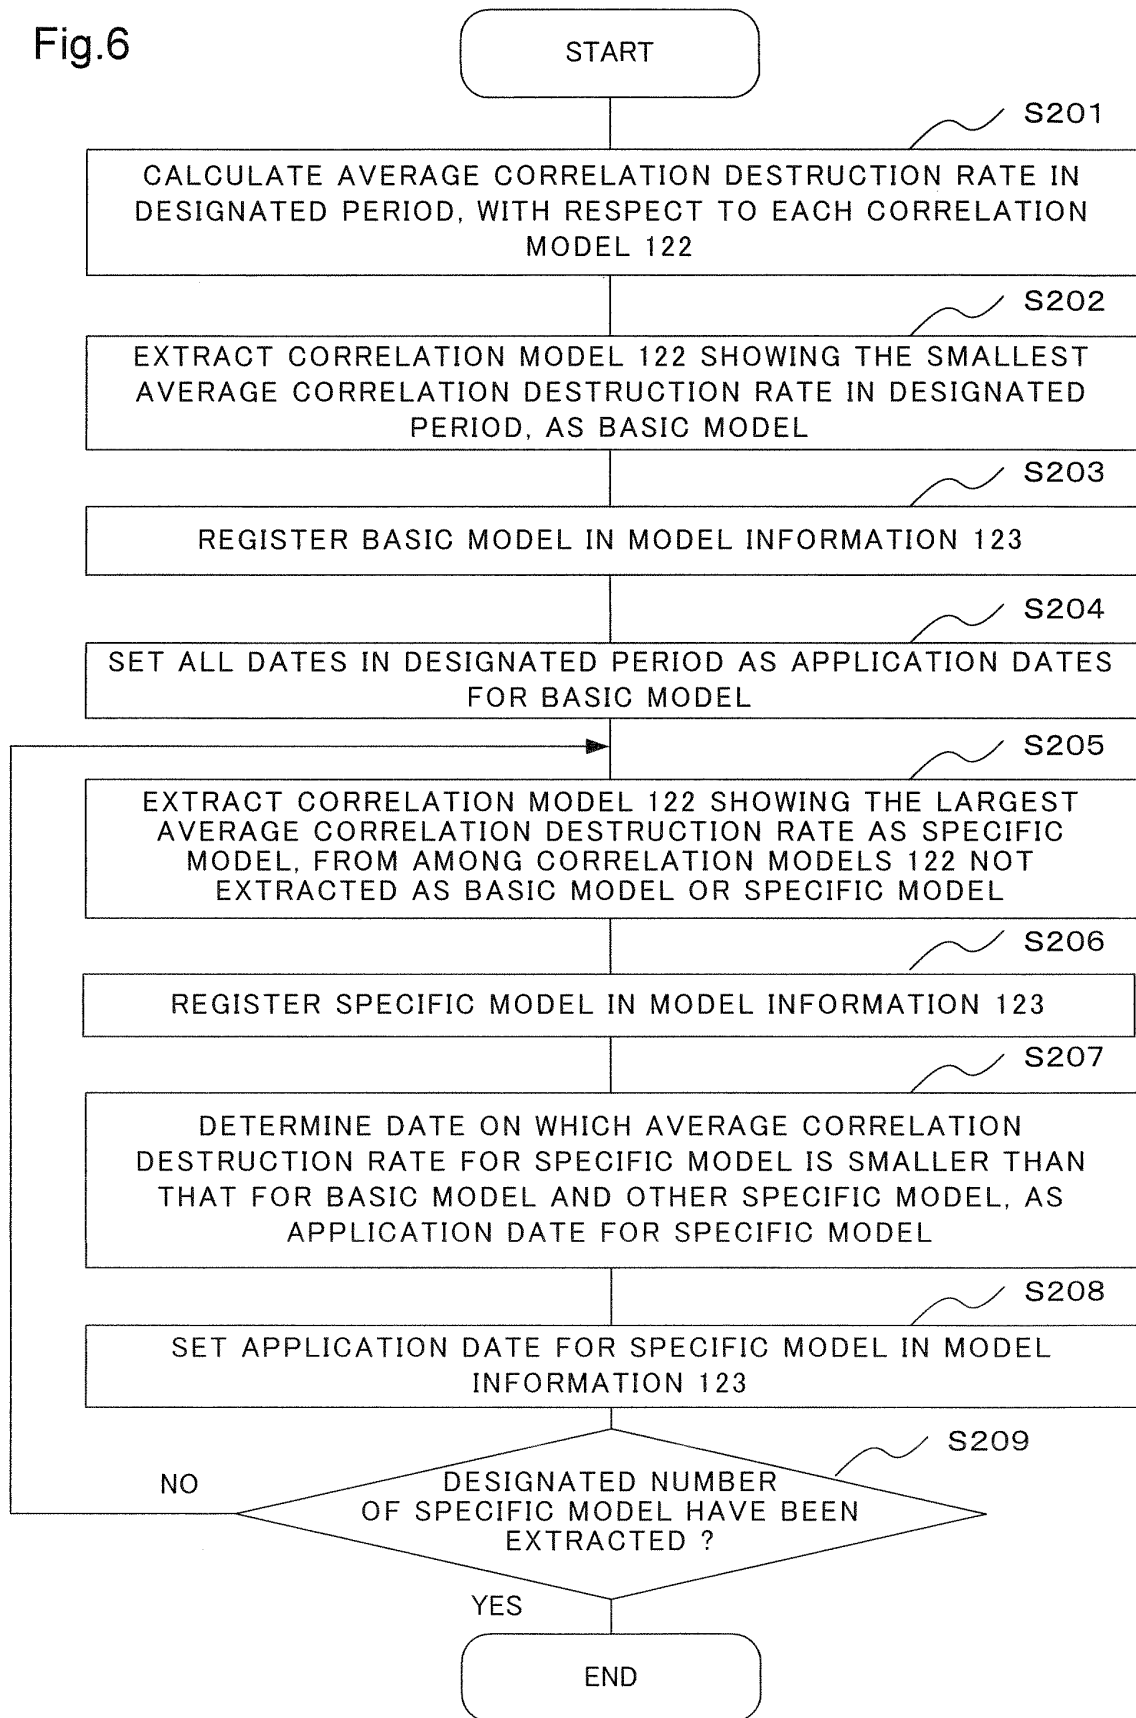 Fig.6
START
S201
CALCULATE AVERAGE CORRELATION DESTRUCTION RATE IN
DESIGNATED PERIOD, WITH RESPECT TO EACH CORRELATION
MODEL 122
S202
EXTRACT CORRELATION MODEL 122 SHOWING THE SMALLEST
AVERAGE CORRELATION DESTRUCTION RATE IN DESIGNATED
PERIOD, AS BASIC MODEL
S203
REGISTER BASIC MODEL IN MODEL INFORMATION 123
S204
SET ALL DATES IN DESIGNATED PERIOD AS APPLICATION DATES
FOR BASIC MODEL
S205
EXTRACT CORRELATION MODEL 122 SHOWING THE LARGEST
AVERAGE CORRELATION DESTRUCTION RATE AS SPECIFIC
MODEL, FROM AMONG CORRELATION MODELS 122 NOT
EXTRACTED AS BASIC MODEL OR SPECIFIC MODEL
S206
REGISTER SPECIFIC MODEL IN MODEL INFORMATION 123
S207
DETERMINE DATE ON WHICH AVERAGE CORRELATION
DESTRUCTION RATE FOR SPECIFIC MODEL IS SMALLER THAN
THAT FOR BASIC MODEL AND OTHER SPECIFIC MODEL, AS
APPLICATION DATE FOR SPECIFIC MODEL
S208
SET APPLICATION DATE FOR SPECIFIC MODEL IN MODEL
INFORMATION 123
S209
NO
DESIGNATED NUMBER
OF SPECIFIC MODEL HAVE BEEN
EXTRACTED ?
YES
END